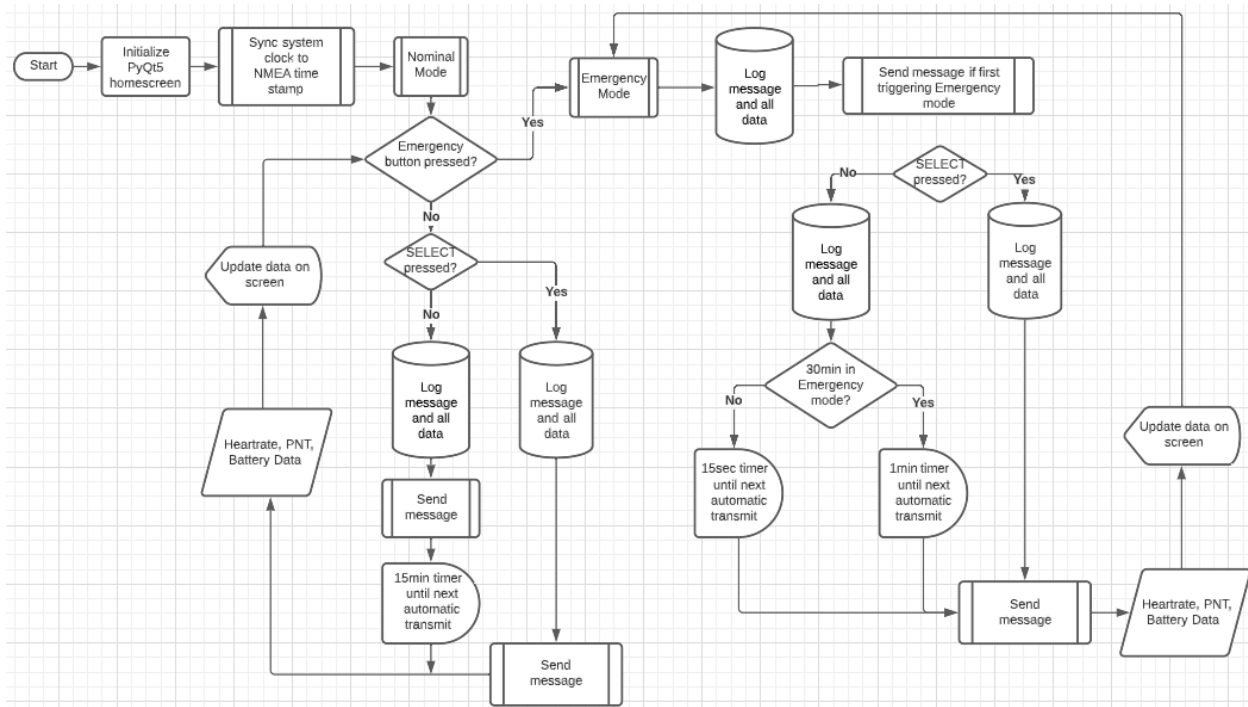 Start
Initialize
PyQt5
homescreen
Sync system
clock to
NMEA time
stamp
Nominal
Mode
Emergency
Mode
Log
message
and all
data
Send message if first
triggering Emergency
mode
Yes
Emergency
button pressed?
No
SELECT
pressed?
No
Yes
Log
message
and all
data
Log
message
and all
data
Send
message
15min timer
until next
automatic
transmit
Send
message
Heartrate, PNT,
Battery Data
Update data on
screen
SELECT
pressed?
No
Yes
Log
message
and all
data
Log
message
and all
data
30min in
Emergency
mode?
No
Yes
15sec timer
until next
automatic
transmit
1min timer
until next
automatic
transmit
Send
message
Heartrate, PNT,
Battery Data
Update data on
screen